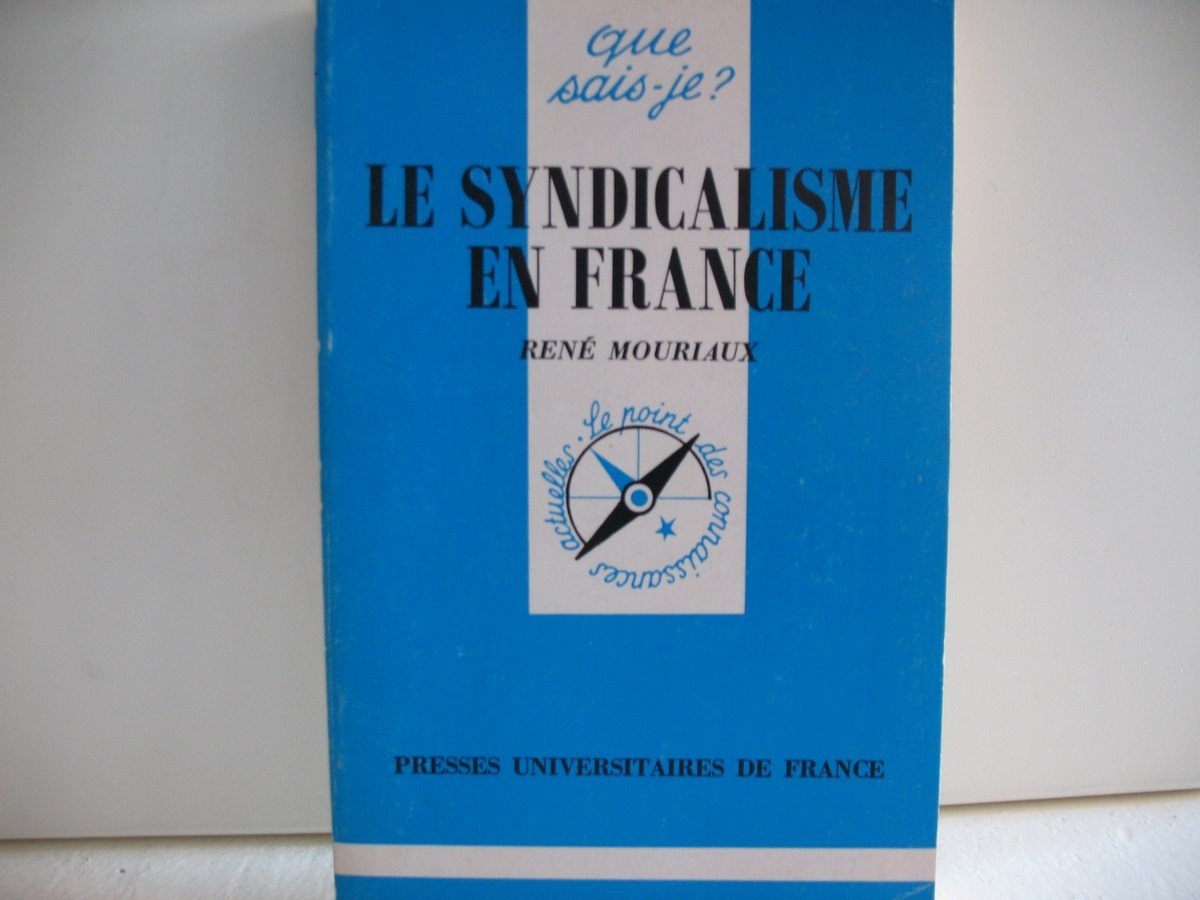 que
sais-je?
LE SYNDICALISME
EN FRANCE
RENÉ MOURIAUX
Le point des connaissances actuelles.
PRESSES UNIVERSITAIRES DE FRANCE